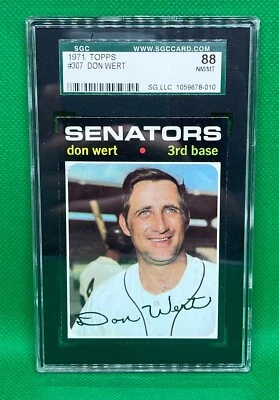 SGC
WWW.SGCCARD.COM
1971 TOPPS
#307 DON WERT
88
NM/MT
SG, LLC 1059678-010
SENATORS
don wert • 3rd base
Don Wert